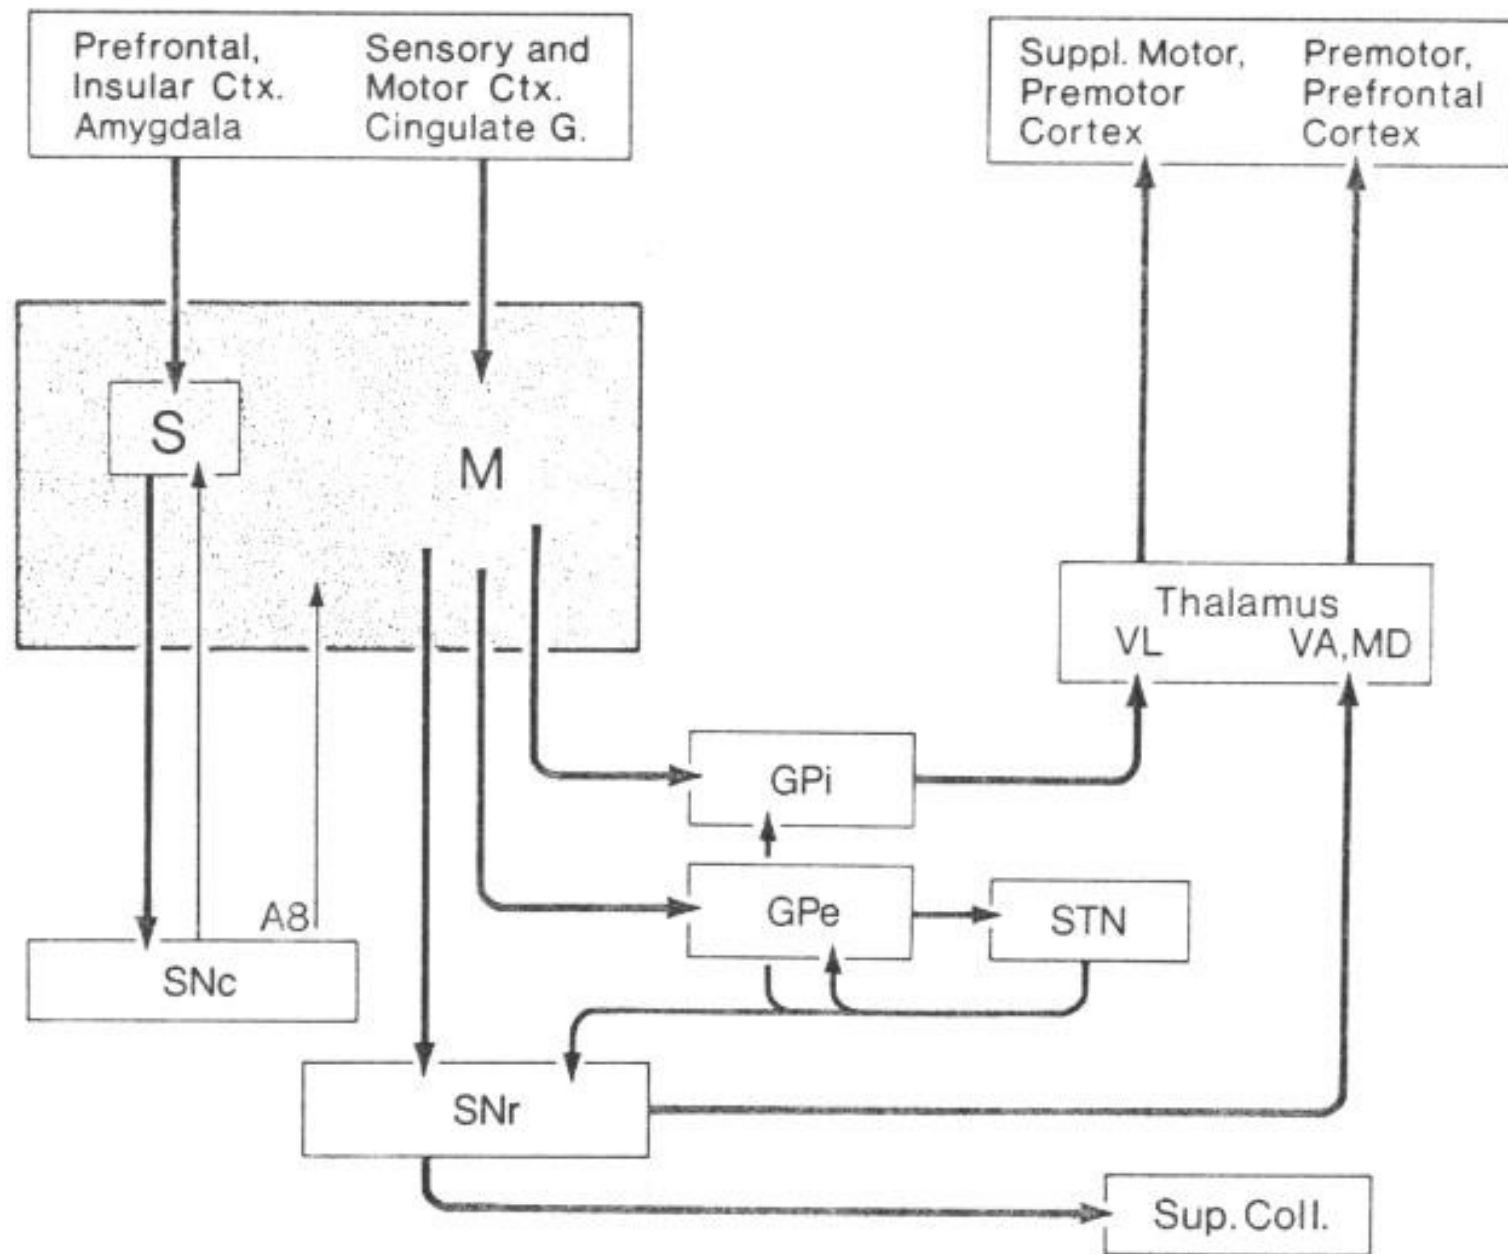 Prefrontal,
Insular Ctx.
Amygdala
Sensory and
Motor Ctx.
Cingulate G.
Suppl. Motor,
Premotor
Cortex
Premotor,
Prefrontal
Cortex
S
M
Thalamus
VL
VA,MD
GPi
GPe
STN
A8
SNc
SNr
Sup. Coll.